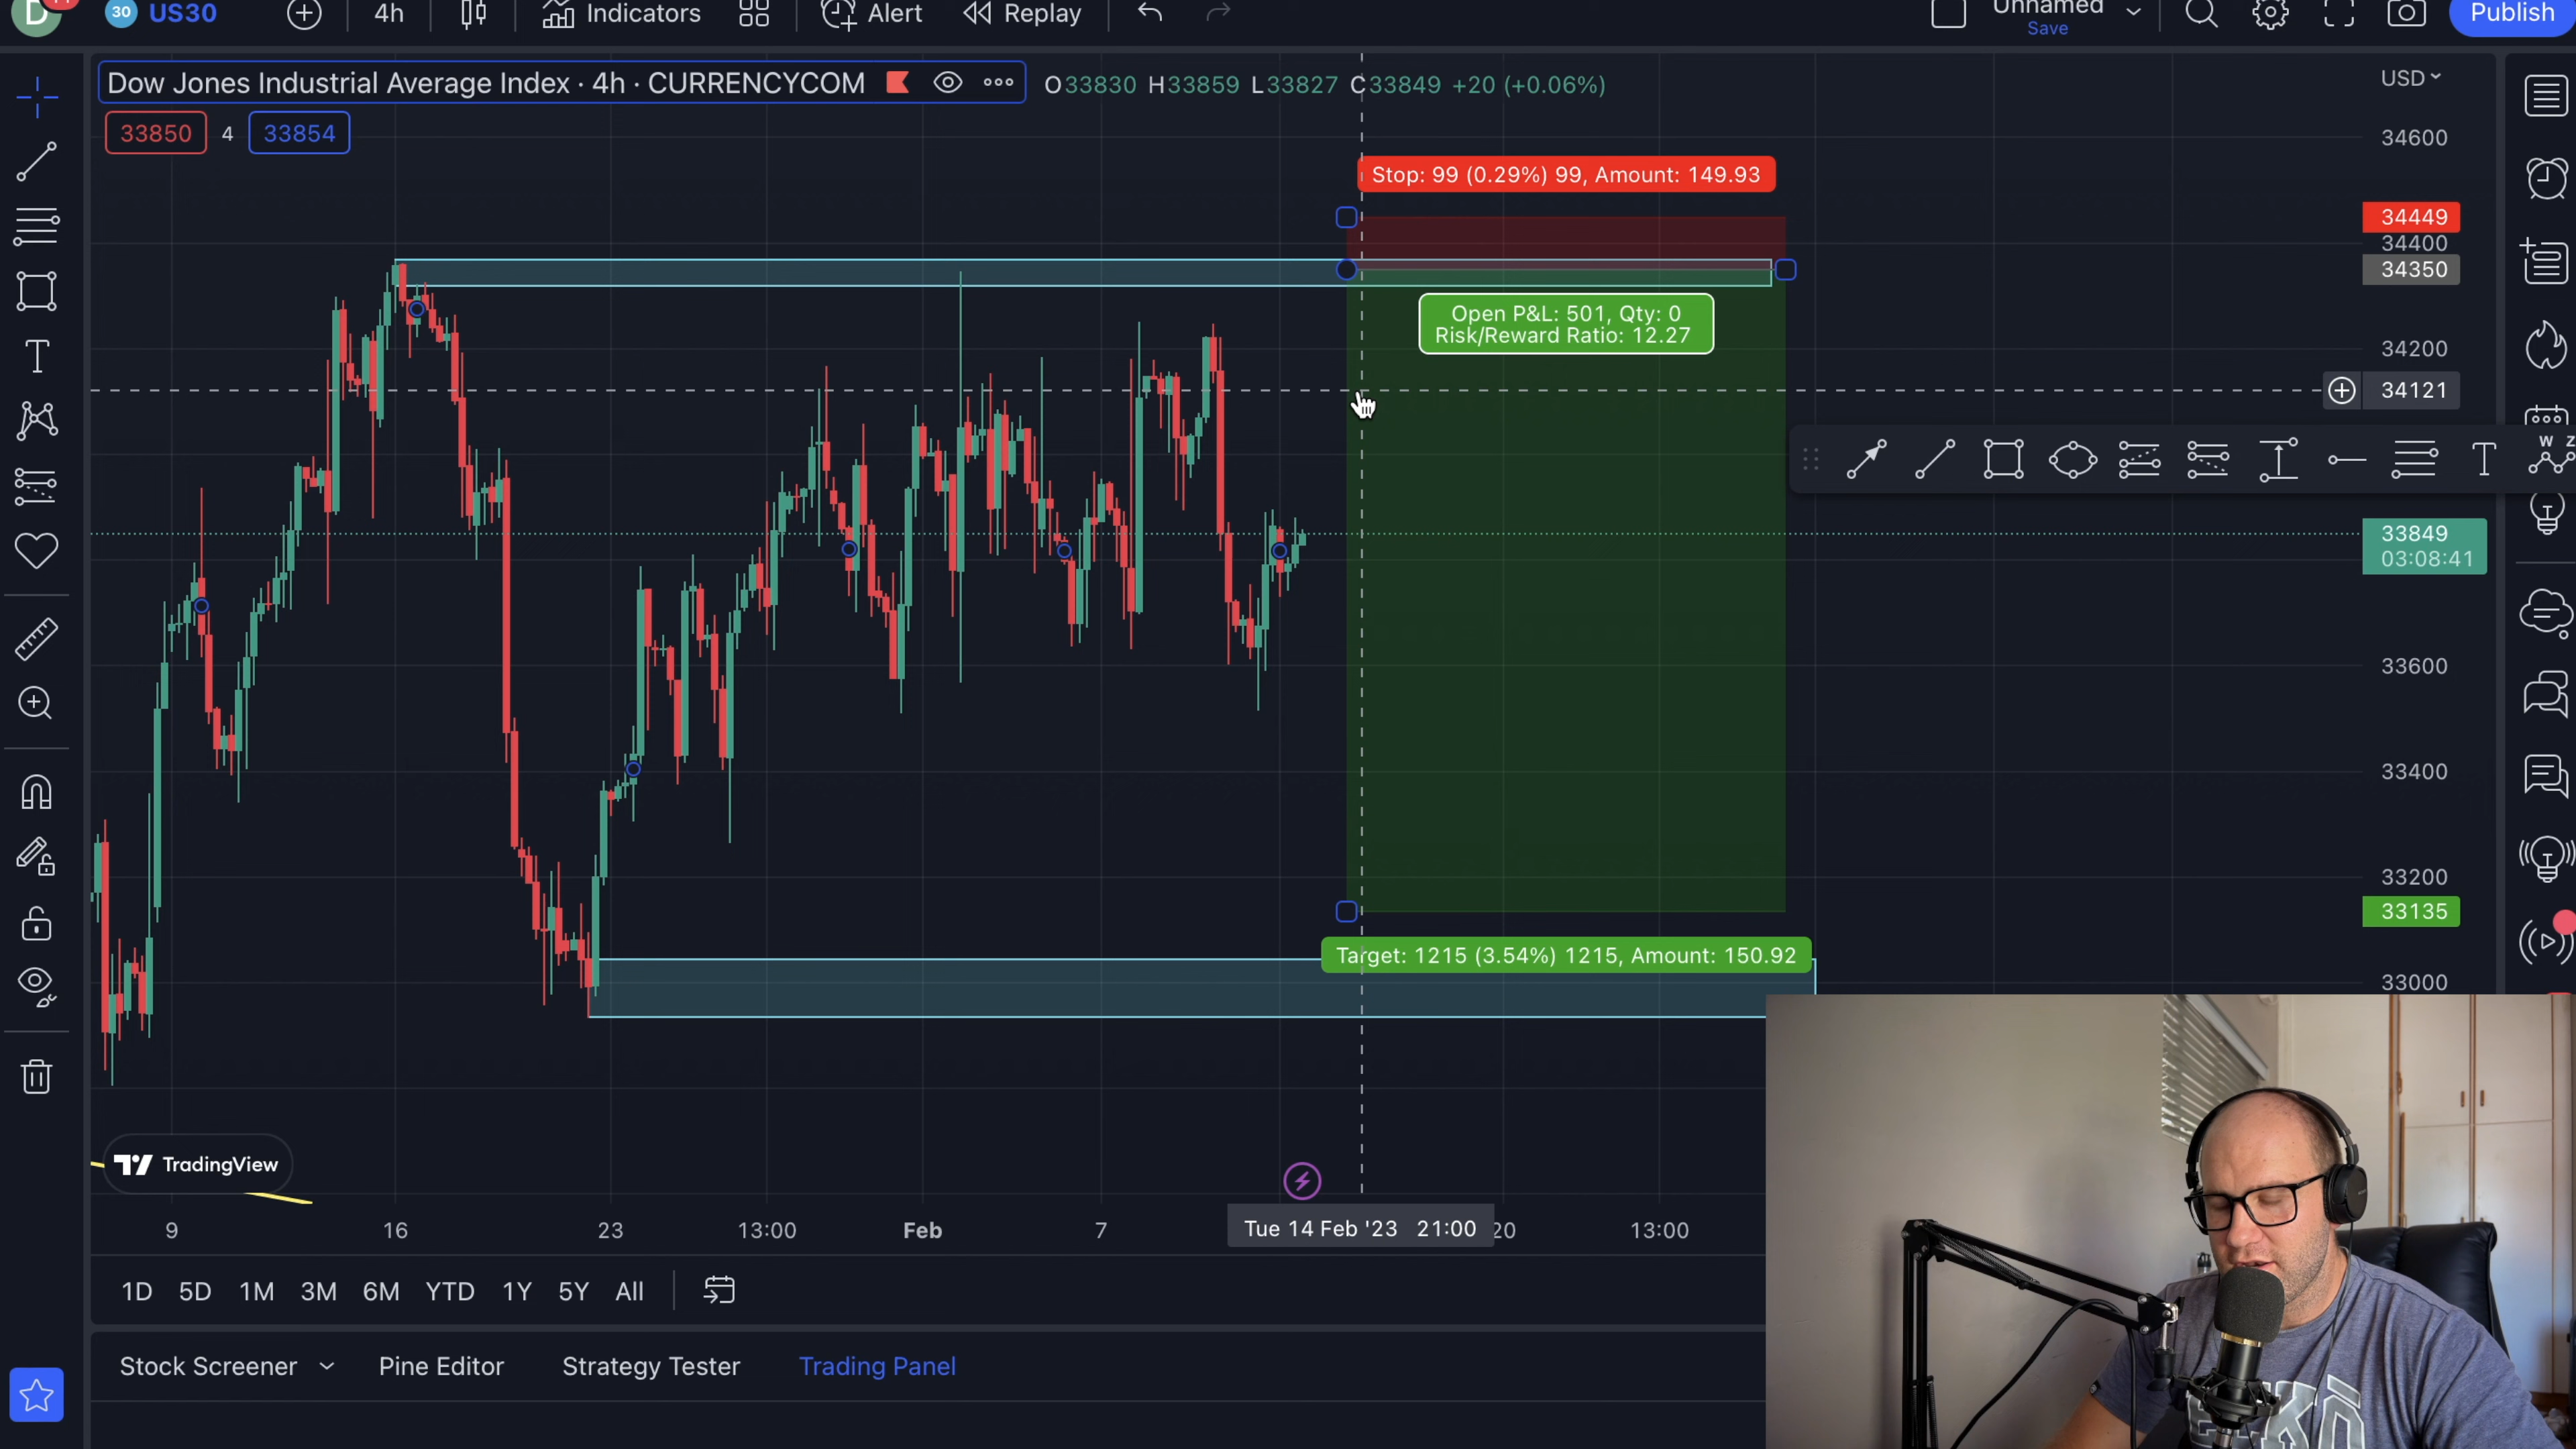 D
30 US30
4h
Indicators
Alert
Replay
Unnamed
Save
Publish
Dow Jones Industrial Average Index · 4h · CURRENCYCOM
O33830 H33859 L33827 C33849 +20 (+0.06%)
USD
33850 4 33854
34600
Stop: 99 (0.29%) 99, Amount: 149.93
34449
34400
34350
Open P&L: 501, Qty: 0
Risk/Reward Ratio: 12.27
34200
34121
T
T
W Z
33849
03:08:41
33600
33400
33200
33135
Target: 1215 (3.54%) 1215, Amount: 150.92
33000
TradingView
9 16 23 13:00 Feb 7 Tue 14 Feb '23 21:00 20 13:00
1D 5D 1M 3M 6M YTD 1Y 5Y All
Stock Screener
Pine Editor
Strategy Tester
Trading Panel